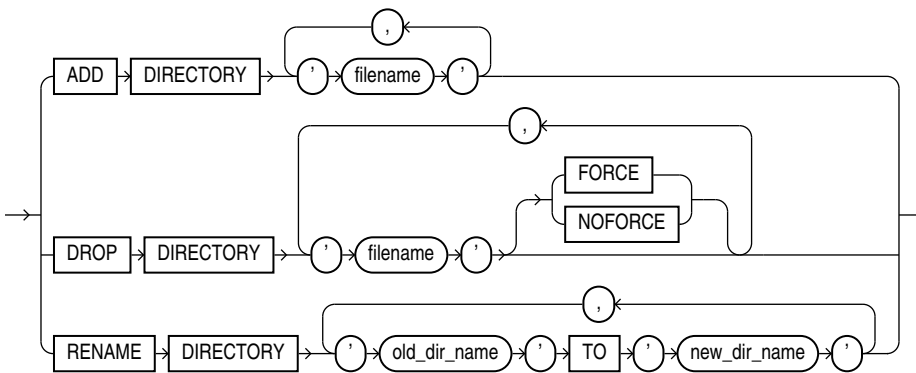 ,
ADD DIRECTORY ' filename '
,
FORCE
NOFORCE
DROP DIRECTORY ' filename '
,
RENAME DIRECTORY ' old_dir_name ' TO ' new_dir_name '